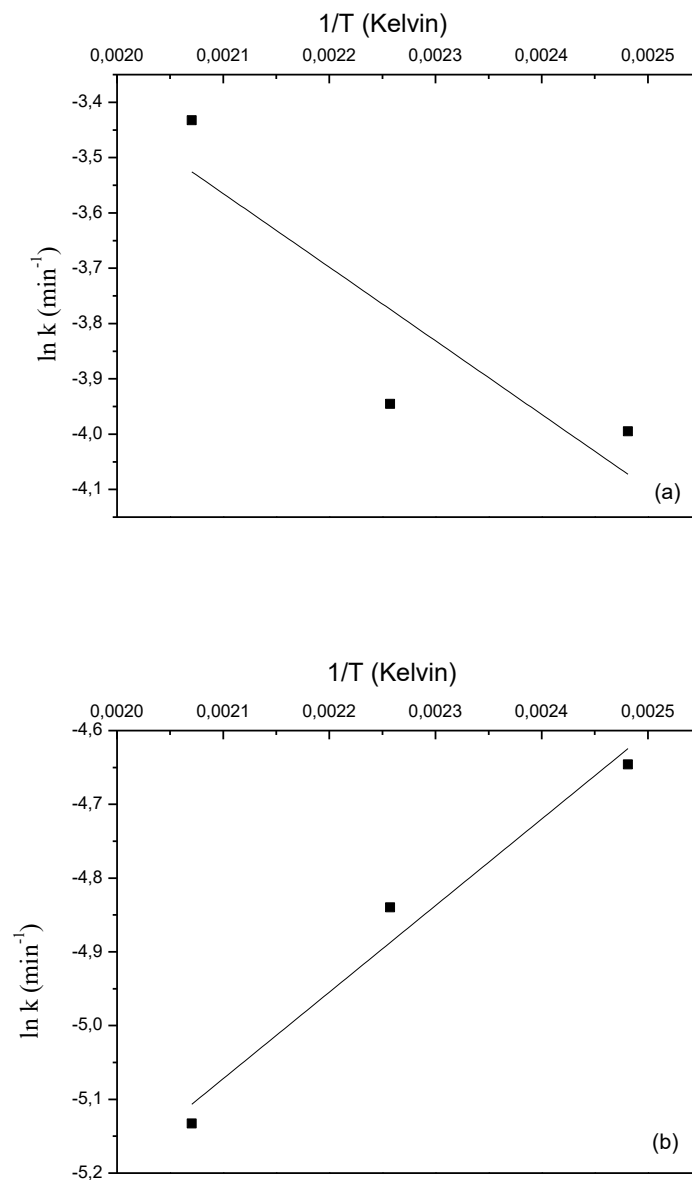 1/T (Kelvin)
0,0020 0,0021 0,0022 0,0023 0,0024 0,0025
-3,4
-3,5
-3,6
-3,7
-3,8
-3,9
-4,0
-4,1
ln k (min⁻¹)
(a)
1/T (Kelvin)
0,0020 0,0021 0,0022 0,0023 0,0024 0,0025
-4,6
-4,7
-4,8
-4,9
-5,0
-5,1
-5,2
ln k (min⁻¹)
(b)